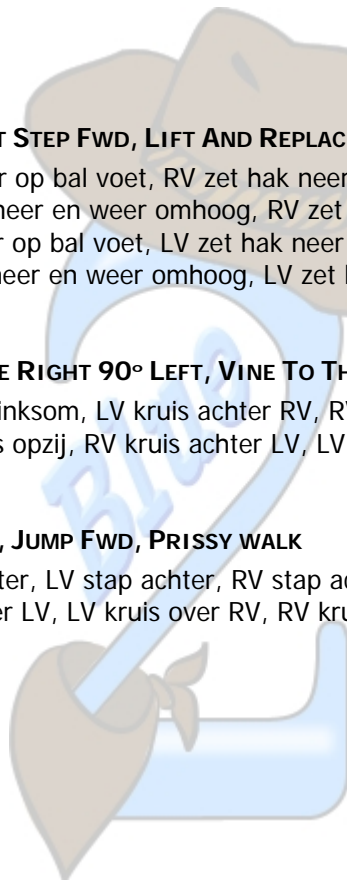 STEP FWD, LIFT AND REPLAC
op bal voet, RV zet hak neer
neer en weer omhoog, RV zet
op bal voet, LV zet hak neer
neer en weer omhoog, LV zet
RIGHT 90° LEFT, VINE TO TH
linksom, LV kruis achter RV, R
opzij, RV kruis achter LV, LV
, JUMP FWD, PRISSY WALK
ter, LV stap achter, RV stap a
er LV, LV kruis over RV, RV kru
Blue